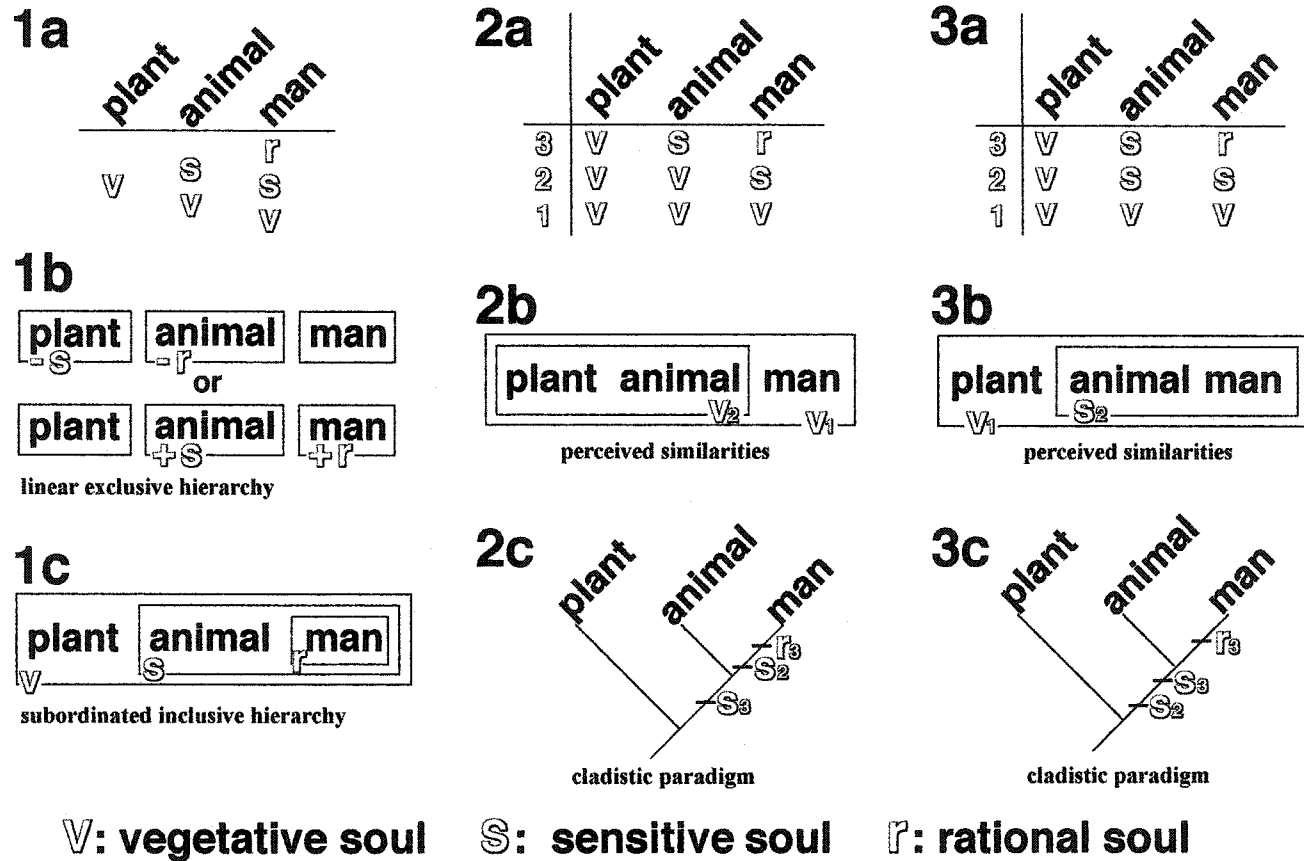 1a
plant animal man
r
s
v s
v v
1b
plant animal man
-s -r
or
plant animal man
+s +r
linear exclusive hierarchy
1c
plant animal man
v s r
subordinated inclusive hierarchy
2a
plant animal man
3 v s r
2 v v s
1 v v v
2b
plant animal man
v2 v1
perceived similarities
2c
plant animal man
r3
s2
s3
cladistic paradigm
3a
plant animal man
3 v s r
2 v s s
1 v v v
3b
plant animal man
v1 s2
perceived similarities
3c
plant animal man
r3
s3
s2
cladistic paradigm
V: vegetative soul S: sensitive soul r: rational soul